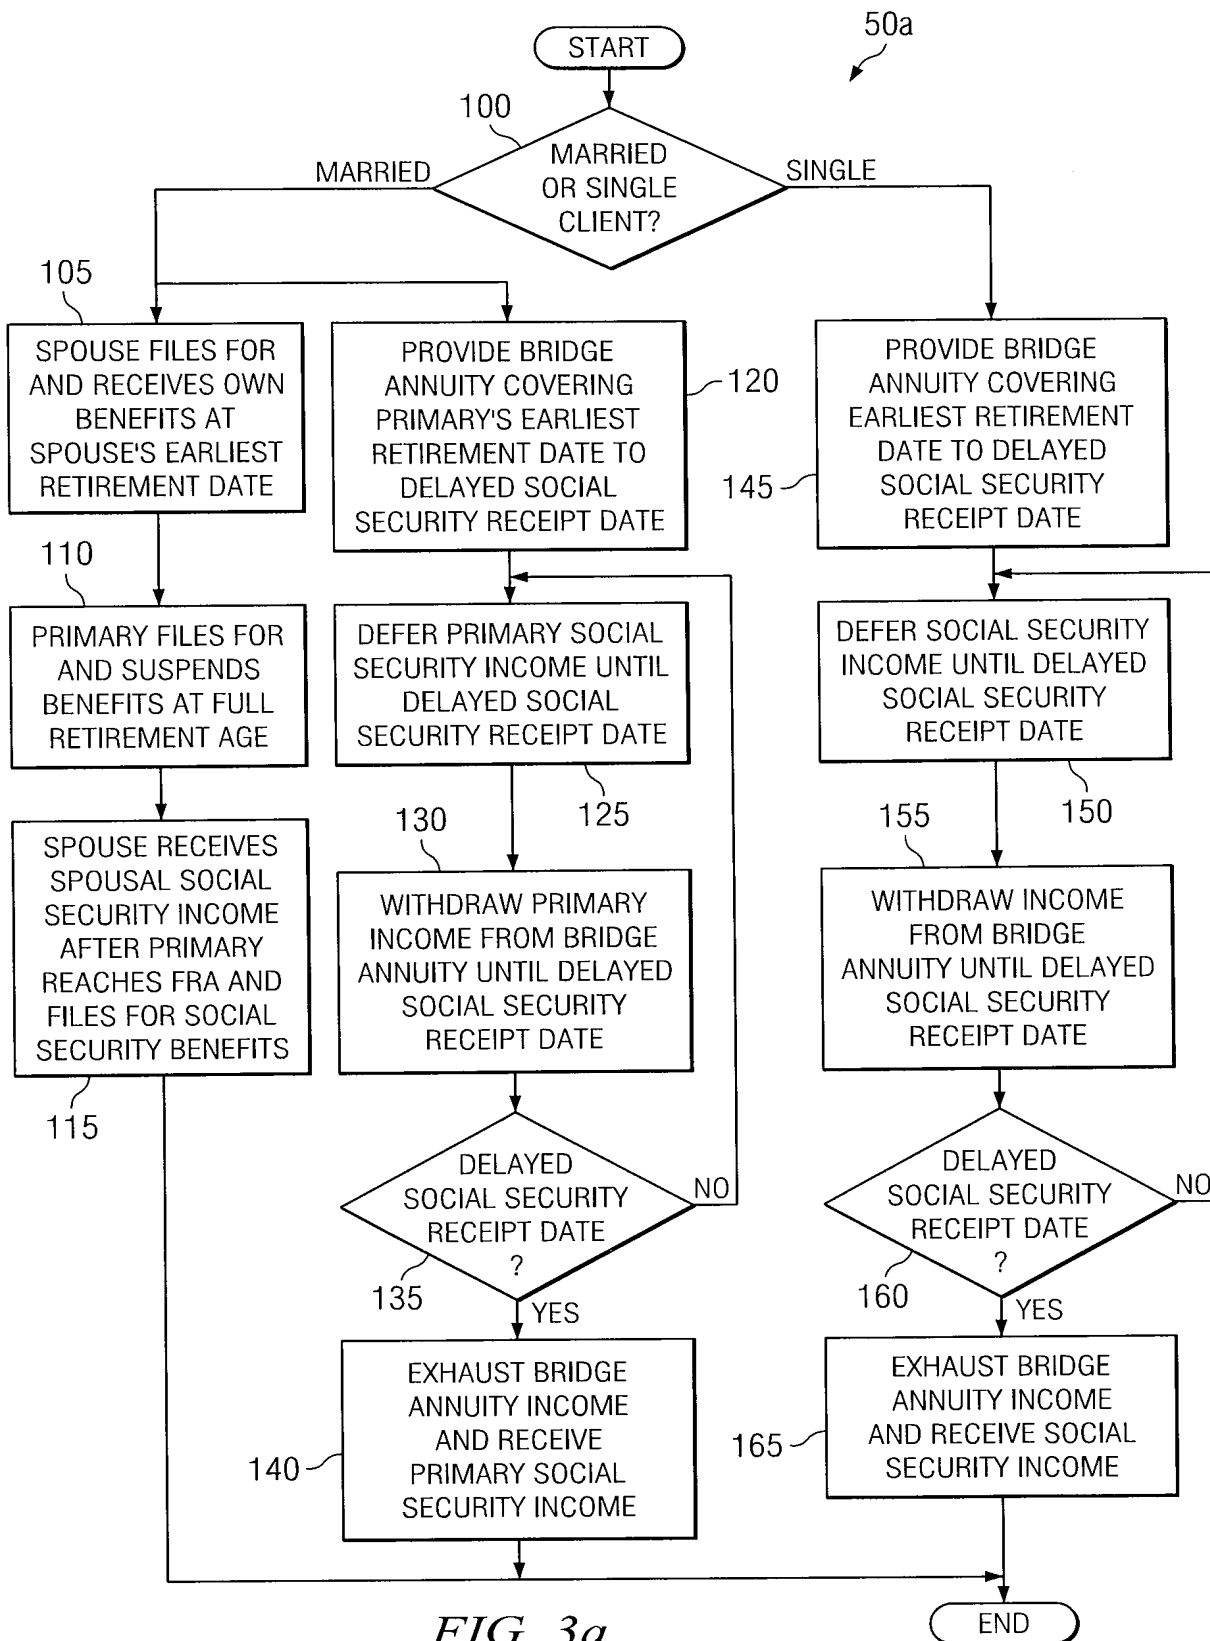 50a
START
100
MARRIED
OR SINGLE
CLIENT?
MARRIED
SINGLE
105
SPOUSE FILES FOR
AND RECEIVES OWN
BENEFITS AT
SPOUSE'S EARLIEST
RETIREMENT DATE
110
PRIMARY FILES FOR
AND SUSPENDS
BENEFITS AT FULL
RETIREMENT AGE
SPOUSE RECEIVES
SPOUSAL SOCIAL
SECURITY INCOME
AFTER PRIMARY
REACHES FRA AND
FILES FOR SOCIAL
SECURITY BENEFITS
115
PROVIDE BRIDGE
ANNUITY COVERING
PRIMARY'S EARLIEST
RETIREMENT DATE TO
DELAYED SOCIAL
SECURITY RECEIPT DATE
120
DEFER PRIMARY SOCIAL
SECURITY INCOME UNTIL
DELAYED SOCIAL
SECURITY RECEIPT DATE
125
130
WITHDRAW PRIMARY
INCOME FROM BRIDGE
ANNUITY UNTIL DELAYED
SOCIAL SECURITY
RECEIPT DATE
DELAYED
SOCIAL SECURITY
RECEIPT DATE
?
NO
135
YES
EXHAUST BRIDGE
ANNUITY INCOME
AND RECEIVE
PRIMARY SOCIAL
SECURITY INCOME
140
PROVIDE BRIDGE
ANNUITY COVERING
EARLIEST RETIREMENT
DATE TO DELAYED
SOCIAL SECURITY
RECEIPT DATE
145
DEFER SOCIAL SECURITY
INCOME UNTIL DELAYED
SOCIAL SECURITY
RECEIPT DATE
150
155
WITHDRAW INCOME
FROM BRIDGE
ANNUITY UNTIL DELAYED
SOCIAL SECURITY
RECEIPT DATE
DELAYED
SOCIAL SECURITY
RECEIPT DATE
?
NO
160
YES
EXHAUST BRIDGE
ANNUITY INCOME
AND RECEIVE SOCIAL
SECURITY INCOME
165
END
FIG. 3a